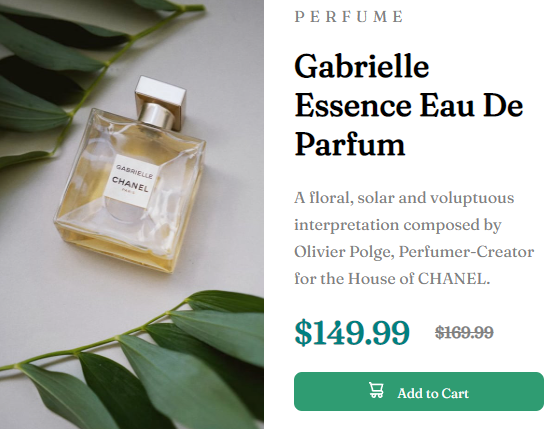 GABRIELLE
CHANEL
PARIS
PERFUME
Gabrielle
Essence Eau De
Parfum
A floral, solar and voluptuous
interpretation composed by
Olivier Polge, Perfumer-Creator
for the House of CHANEL.
$149.99 $169.99
Add to Cart